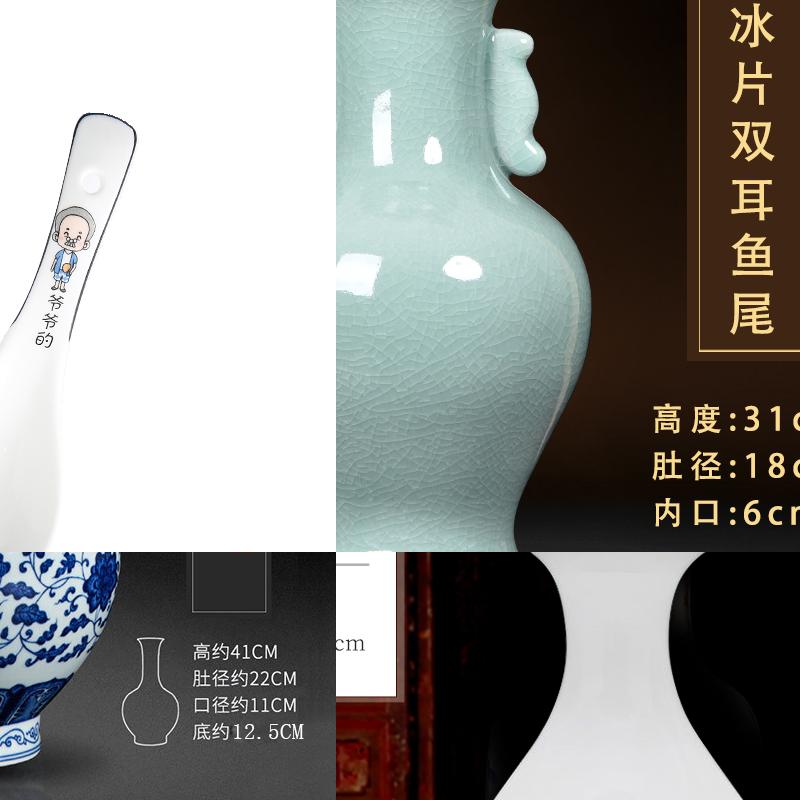 爷爷的
冰片双耳鱼尾
高度:31c
肚径:18c
内口:6cm
高约41CM
肚径约22CM
口径约11CM
底约12.5CM
cm